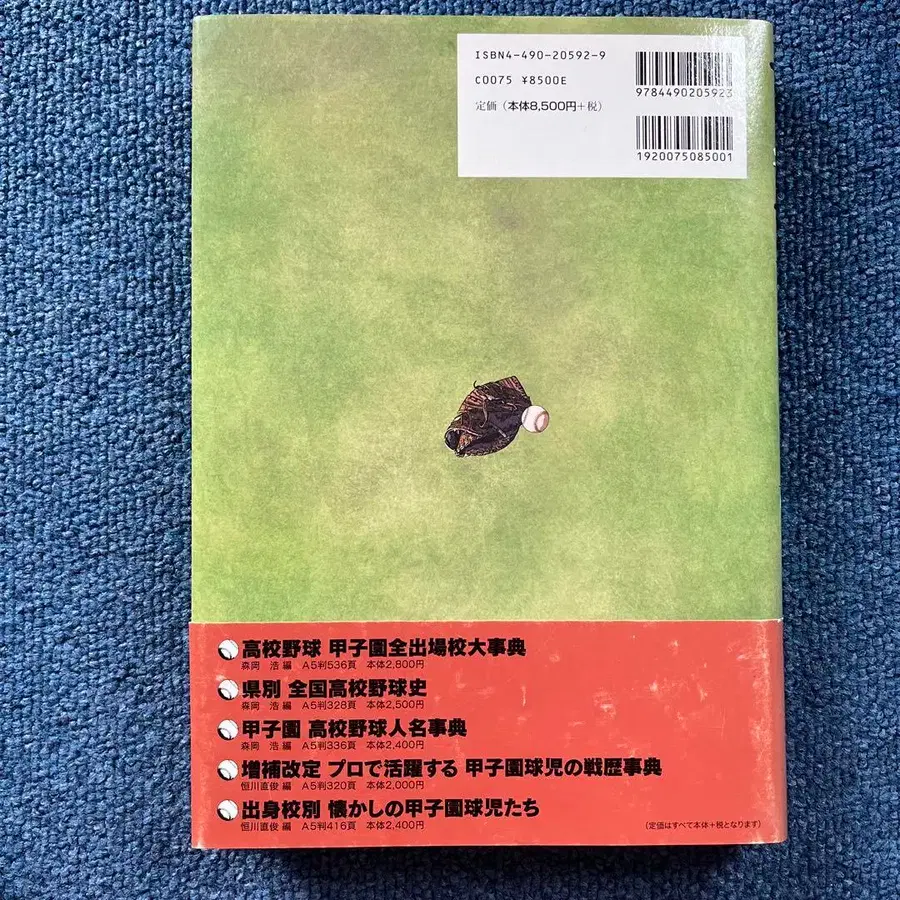 ISBN4-490-20592-9
C0075 ¥8500E
定価（本体8,500円＋税）
9784490205923
1920075085001
高校野球 甲子園全出場校大事典
森岡 浩 編 A5判536頁 本体2,800円
県別 全国高校野球史
森岡 浩 編 A5判328頁 本体2,500円
甲子園 高校野球人名事典
森岡 浩 編 A5判336頁 本体2,400円
増補改定 プロで活躍する 甲子園球児の戦歴事典
恒川直俊 編 A5判320頁 本体2,000円
出身校別 懐かしの甲子園球児たち
恒川直俊 編 A5判416頁 本体2,400円
（定価はすべて本体＋税となります）